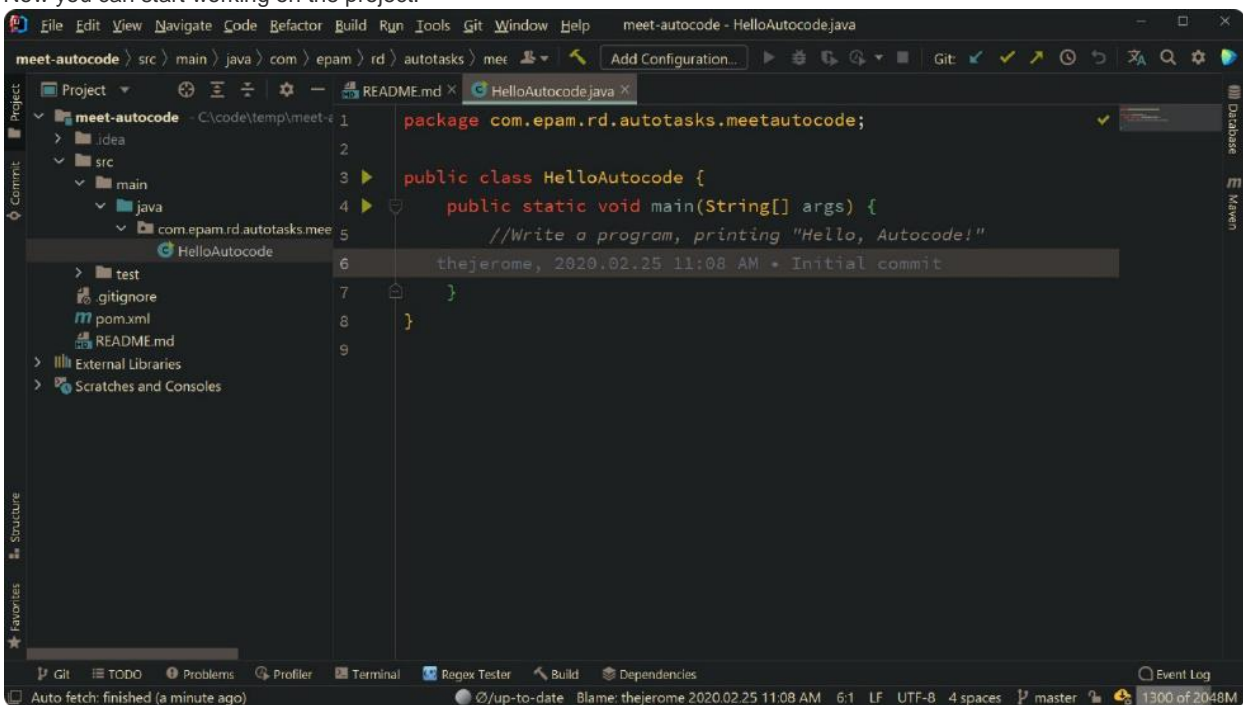 Now you can start working on the project.
File Edit View Navigate Code Refactor Build Run Tools Git Window Help meet-autocode - HelloAutocode.java
meet-autocode src main java com epam rd autotasks mee Add Configuration... Git:
Project README.md HelloAutocode.java
meet-autocode - C:\code\temp\meet-a 1 package com.epam.rd.autotasks.meetautocode;
.idea 2
src 3 public class HelloAutocode {
main 4 public static void main(String[] args) {
java 5 //Write a program, printing "Hello, Autocode!"
com.epam.rd.autotasks.mee
HelloAutocode 6 thejerome, 2020.02.25 11:08 AM • Initial commit
test 7 }
.gitignore 8 }
pom.xml 9
README.md
External Libraries
Scratches and Consoles
Project
Commit
Structure
Favorites
Database
Maven
Git TODO Problems Profiler Terminal Regex Tester Build Dependencies Event Log
Auto fetch: finished (a minute ago) Ø/up-to-date Blame: thejerome 2020.02.25 11:08 AM 6:1 LF UTF-8 4 spaces master 1300 of 2048M